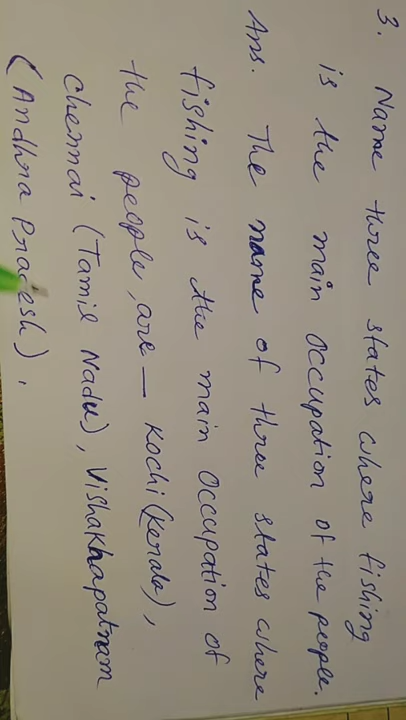 3. Name three states where fishing
is the main occupation of the people.
Ans. The name of three states where
fishing is the main occupation of
the people, are — Kochi (Kerala),
Chennai (Tamil Nadu), Vishakhapatnam
(Andhra Pradesh).